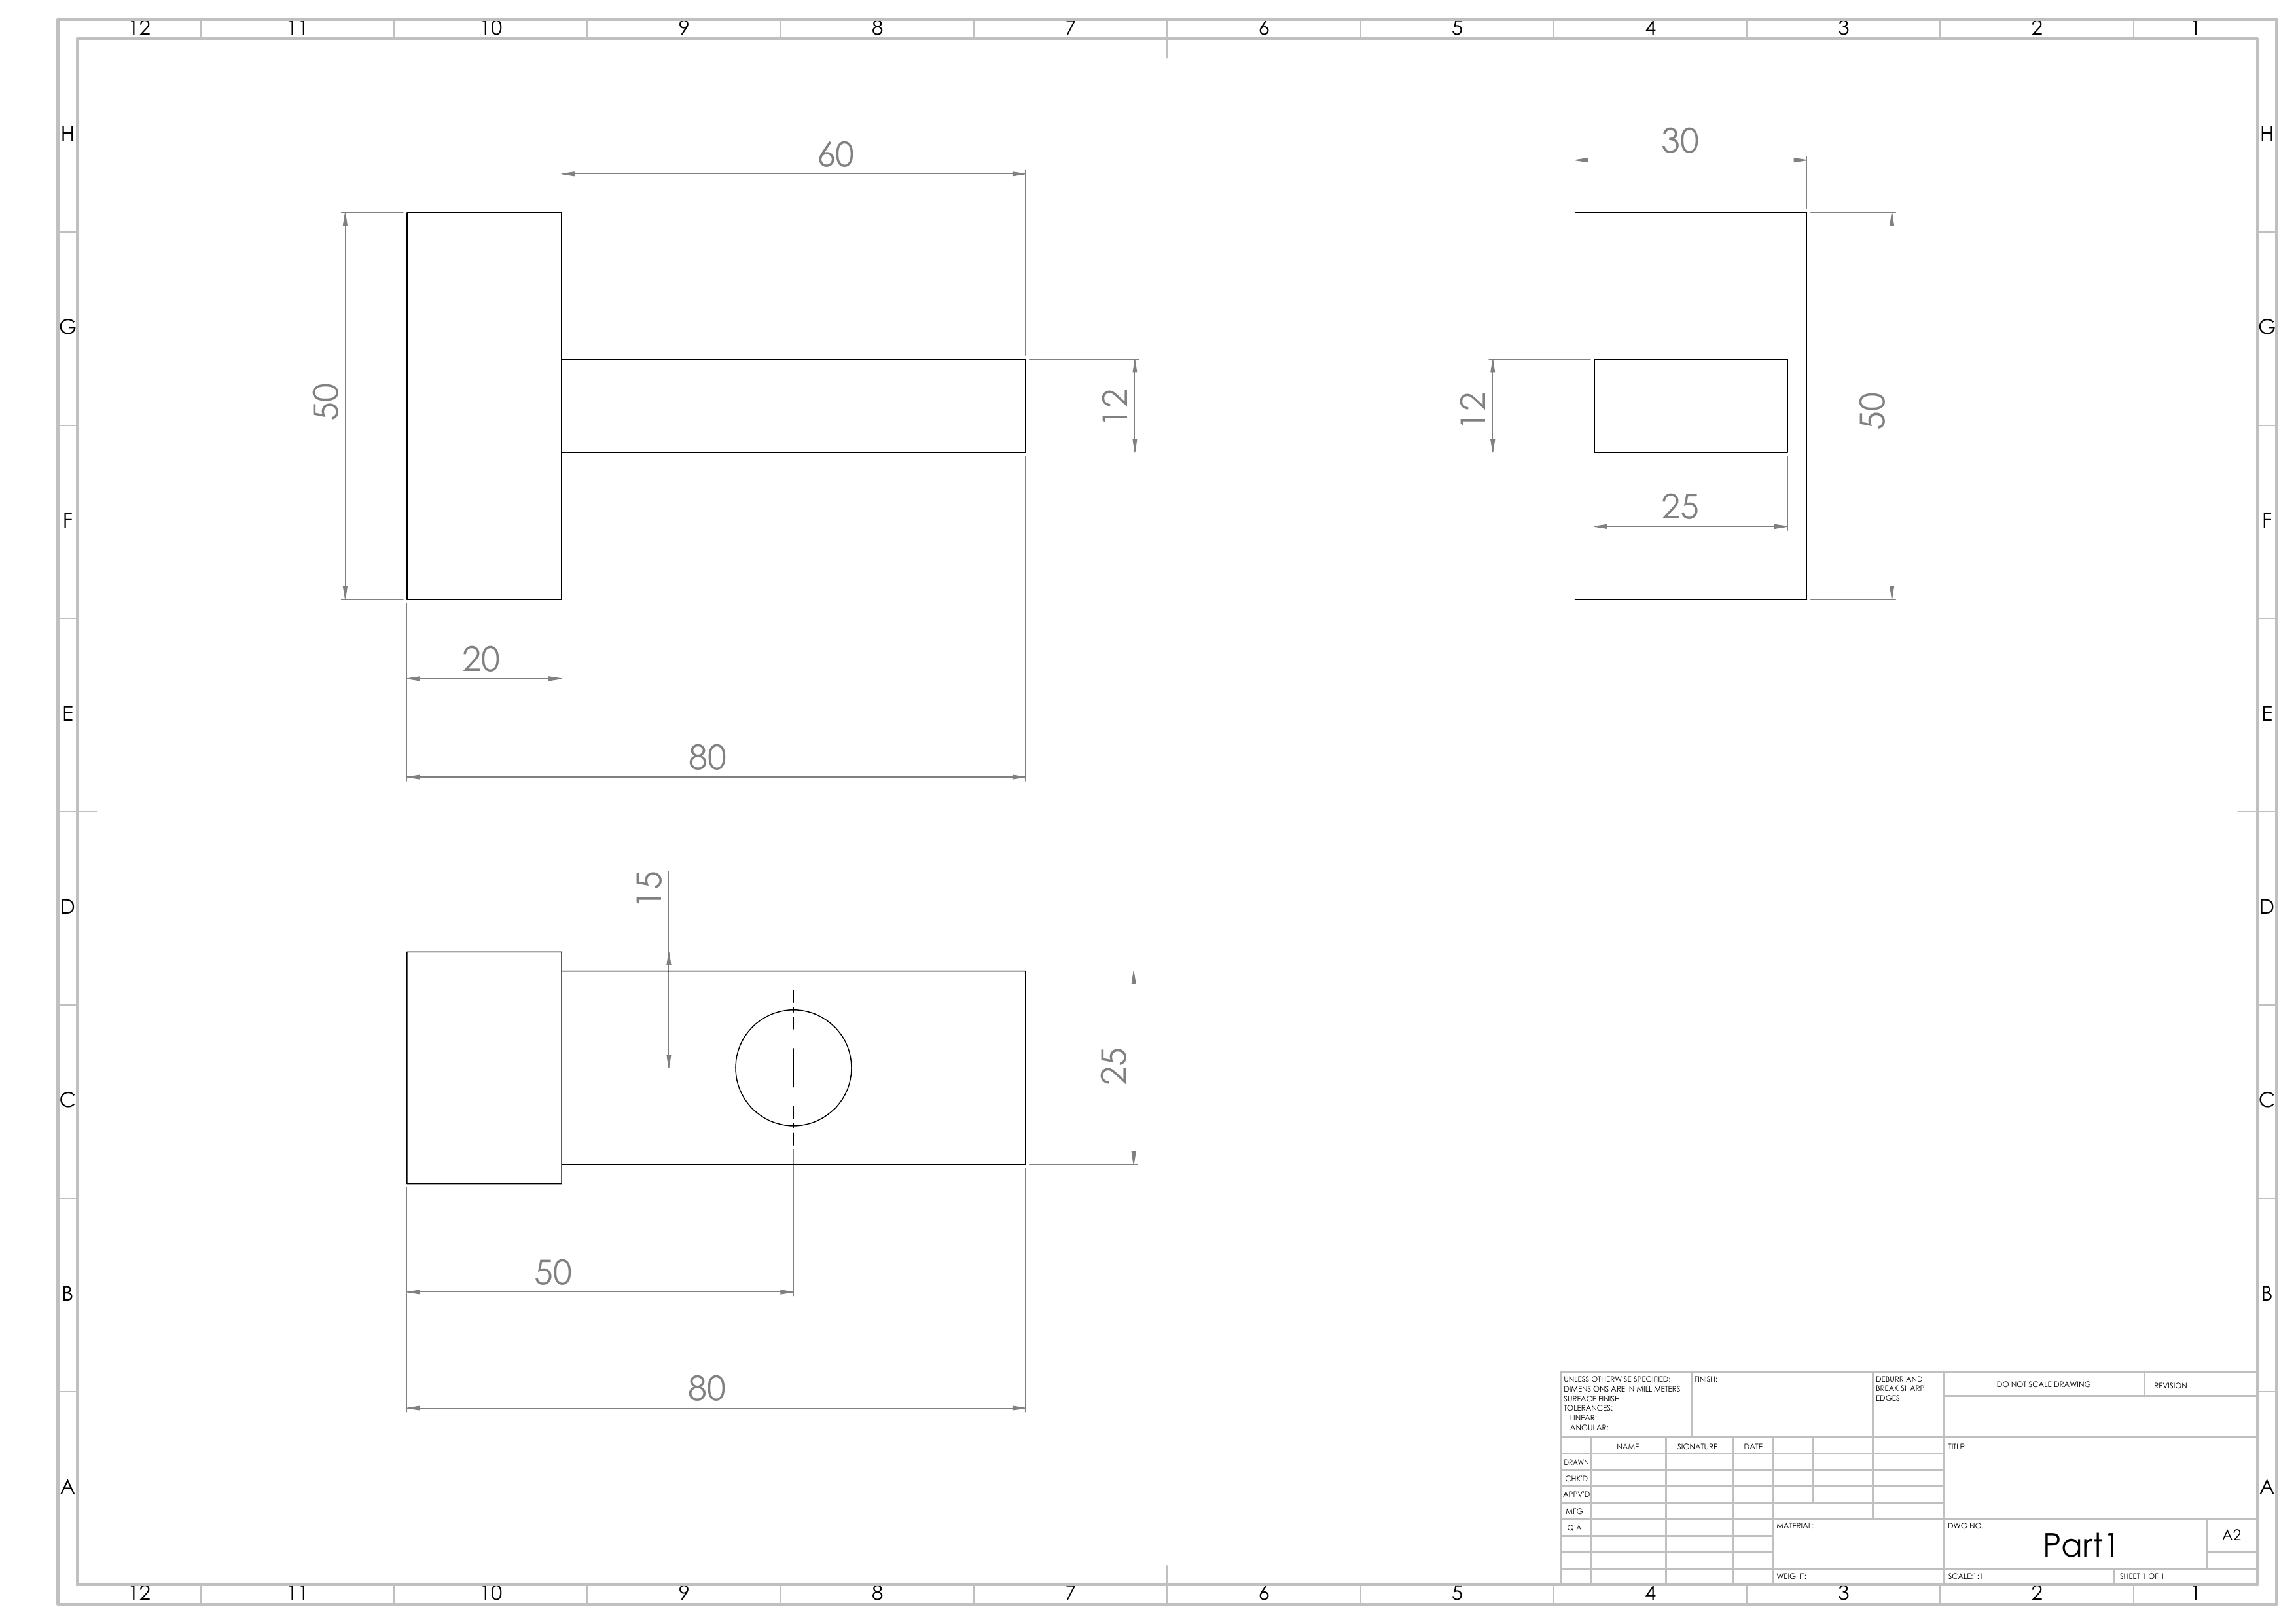 12 11 10 9 8 7 6 5 4 3 2 1
H H
60
30
G G
50
12
12
50
F F
25
20
E E
80
15
D D
25
C C
50
B B
80
UNLESS OTHERWISE SPECIFIED:
DIMENSIONS ARE IN MILLIMETERS
SURFACE FINISH:
TOLERANCES:
LINEAR:
ANGULAR:
FINISH:
DEBURR AND
BREAK SHARP
EDGES
DO NOT SCALE DRAWING
REVISION
NAME SIGNATURE DATE
TITLE:
DRAWN
CHK'D
APPV'D
MFG
Q.A
A A
MATERIAL:
DWG NO.
Part1
A2
WEIGHT:
SCALE:1:1
SHEET 1 OF 1
12 11 10 9 8 7 6 5 4 3 2 1